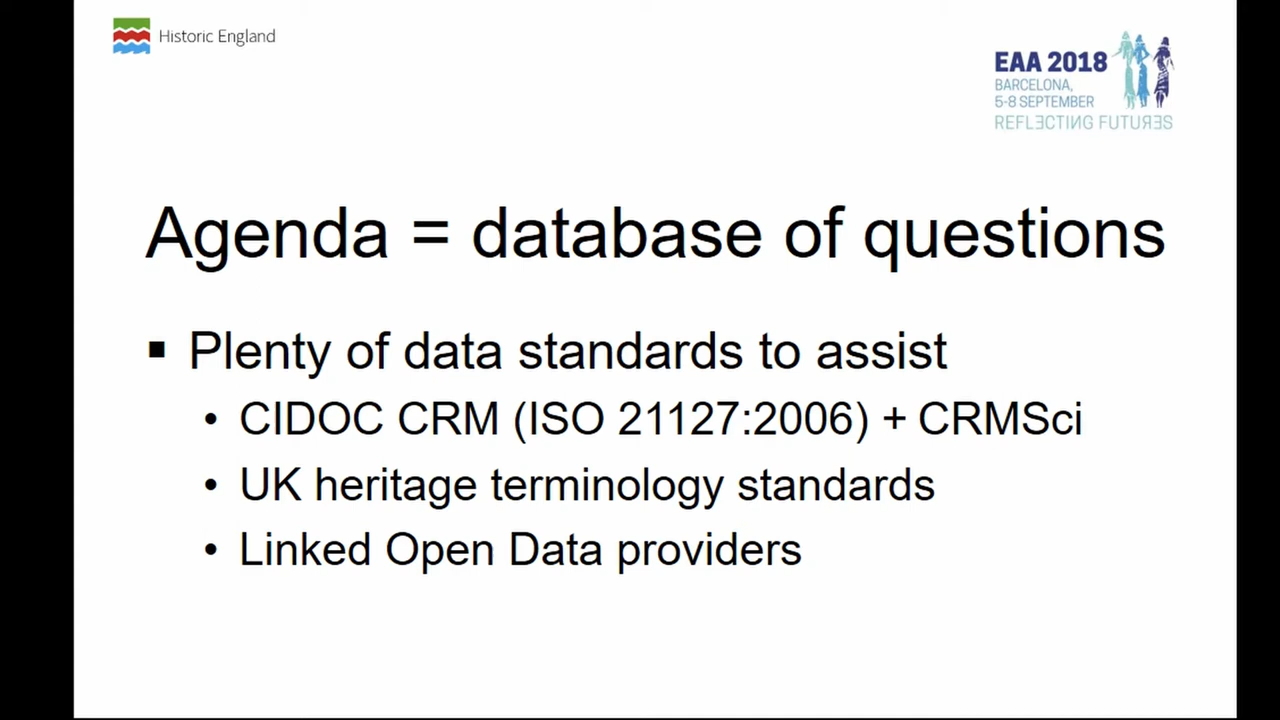 Historic England
EAA 2018
BARCELONA,
5-8 SEPTEMBER
REFLECTING FUTURES
Agenda = database of questions
▪ Plenty of data standards to assist
• CIDOC CRM (ISO 21127:2006) + CRMSci
• UK heritage terminology standards
• Linked Open Data providers